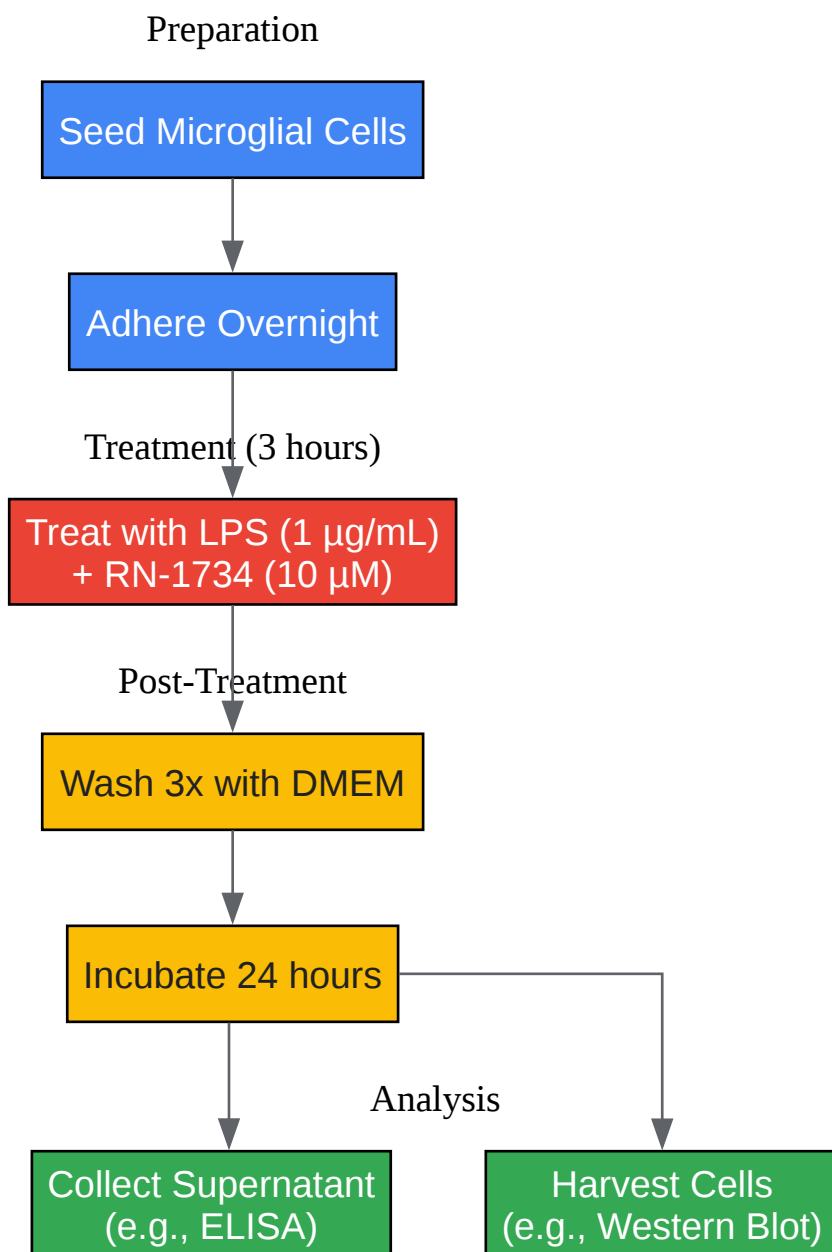 Preparation
Seed Microglial Cells
Adhere Overnight
Treatment (3 hours)
Treat with LPS (1 µg/mL)
+ RN-1734 (10 µM)
Post-Treatment
Wash 3x with DMEM
Incubate 24 hours
Analysis
Collect Supernatant
(e.g., ELISA)
Harvest Cells
(e.g., Western Blot)